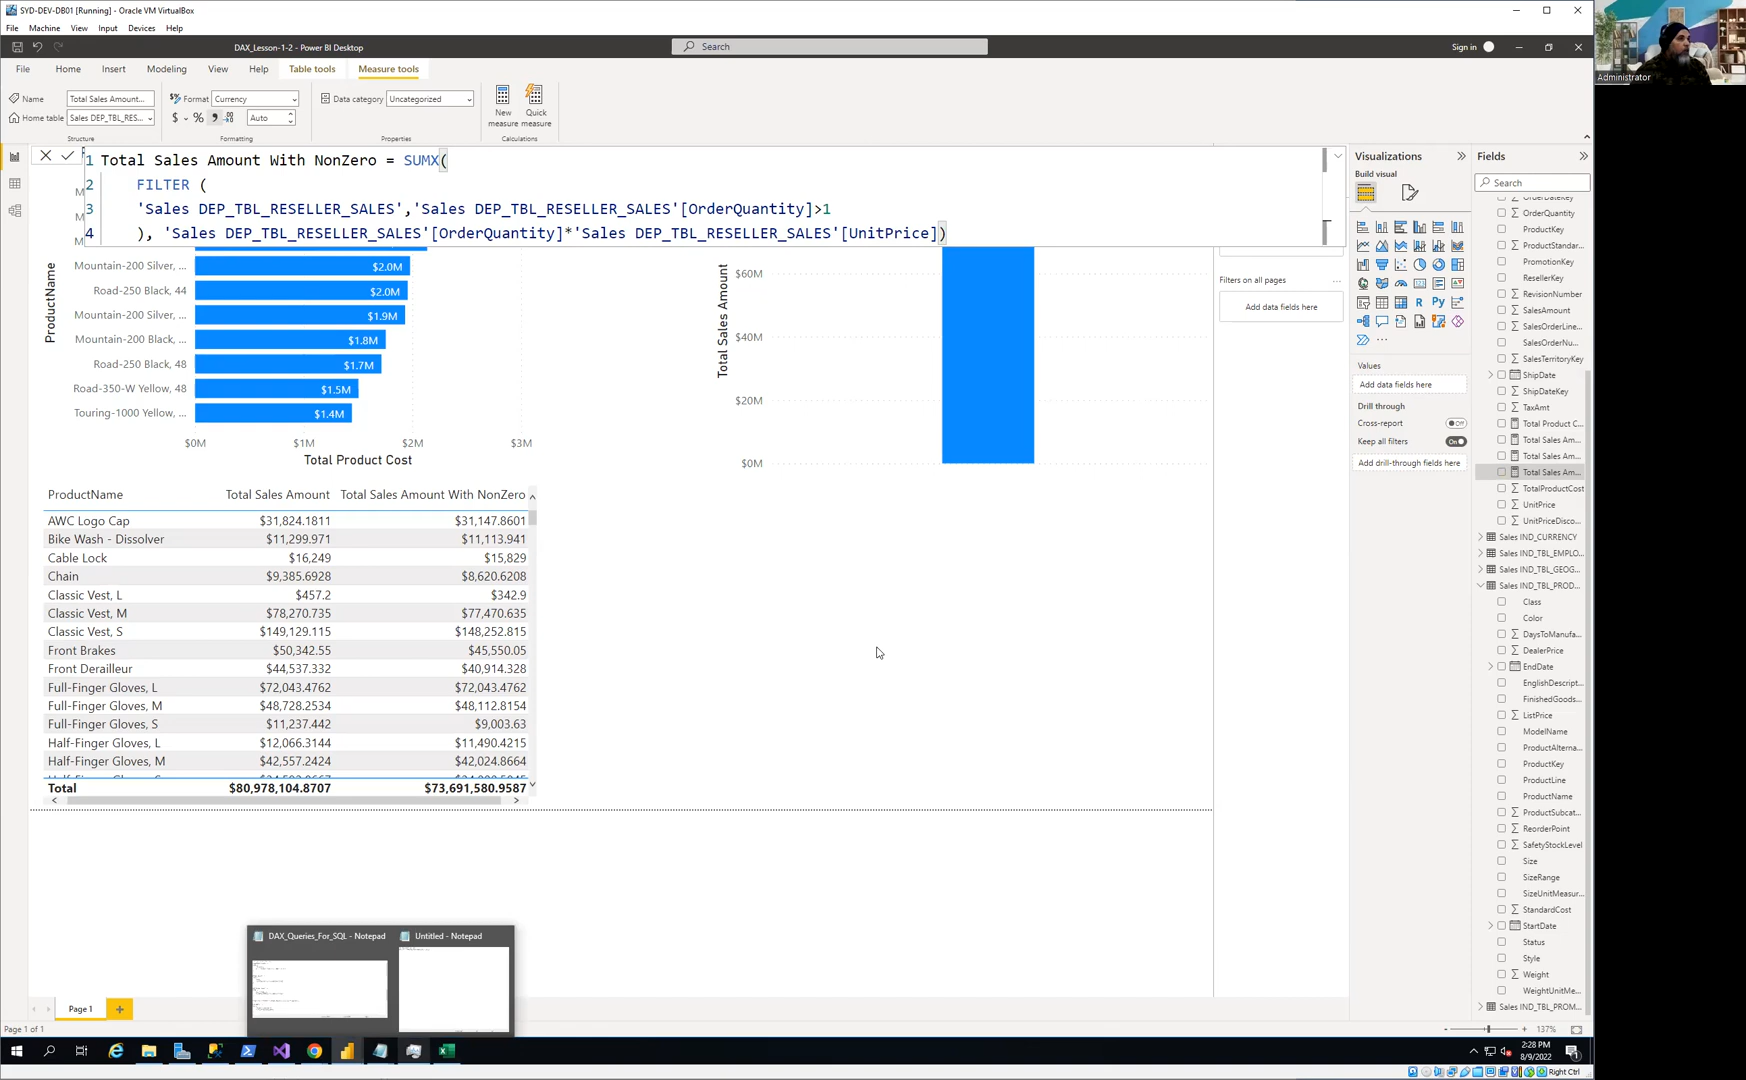 SYD-DEV-DB01 [Running] - Oracle VM VirtualBox
File Machine View Input Devices Help
DAX_Lesson-1-2 - Power BI Desktop
Search
Sign in
Administrator
File Home Insert Modeling View Help Table tools Measure tools
Name Total Sales Amount...
Format Currency
Data category Uncategorized
Home table Sales DEP_TBL_RES...
$ % Auto
New measure
Quick measure
Structure Formatting Properties Calculations
1 Total Sales Amount With NonZero = SUMX(
2 FILTER (
3 'Sales DEP_TBL_RESELLER_SALES','Sales DEP_TBL_RESELLER_SALES'[OrderQuantity]>1
4 ), 'Sales DEP_TBL_RESELLER_SALES'[OrderQuantity]*'Sales DEP_TBL_RESELLER_SALES'[UnitPrice])
ProductName
Mountain-200 Silver, ... $2.0M
Road-250 Black, 44 $2.0M
Mountain-200 Silver, ... $1.9M
Mountain-200 Black, ... $1.8M
Road-250 Black, 48 $1.7M
Road-350-W Yellow, 48 $1.5M
Touring-1000 Yellow, ... $1.4M
$0M $1M $2M $3M
Total Product Cost
Total Sales Amount
$60M
$40M
$20M
$0M
ProductName Total Sales Amount Total Sales Amount With NonZero
AWC Logo Cap $31,824.1811 $31,147.8601
Bike Wash - Dissolver $11,299.971 $11,113.941
Cable Lock $16,249 $15,829
Chain $9,385.6928 $8,620.6208
Classic Vest, L $457.2 $342.9
Classic Vest, M $78,270.735 $77,470.635
Classic Vest, S $149,129.115 $148,252.815
Front Brakes $50,342.55 $45,550.05
Front Derailleur $44,537.332 $40,914.328
Full-Finger Gloves, L $72,043.4762 $72,043.4762
Full-Finger Gloves, M $48,728.2534 $48,112.8154
Full-Finger Gloves, S $11,237.442 $9,003.63
Half-Finger Gloves, L $12,066.3144 $11,490.4215
Half-Finger Gloves, M $42,557.2424 $42,024.8664
Total $80,978,104.8707 $73,691,580.9587
Filters on all pages ...
Add data fields here
Visualizations
Build visual
R Py
...
Values
Add data fields here
Drill through
Cross-report Off
Keep all filters On
Add drill-through fields here
Fields
Search
OrderDateKey
OrderQuantity
ProductKey
ProductStandar...
PromotionKey
ResellerKey
RevisionNumber
SalesAmount
SalesOrderLine...
SalesOrderNu...
SalesTerritoryKey
ShipDate
ShipDateKey
TaxAmt
Total Product C...
Total Sales Am...
Total Sales Am...
Total Sales Am...
TotalProductCost
UnitPrice
UnitPriceDisco...
Sales IND_CURRENCY
Sales IND_TBL_EMPLO...
Sales IND_TBL_GEOG...
Sales IND_TBL_PROD...
Class
Color
DaysToManufa...
DealerPrice
EndDate
EnglishDescript...
FinishedGoods...
ListPrice
ModelName
ProductAlterna...
ProductKey
ProductLine
ProductName
ProductSubcat...
ReorderPoint
SafetyStockLevel
Size
SizeRange
SizeUnitMeasur...
StandardCost
StartDate
Status
Style
Weight
WeightUnitMe...
Sales IND_TBL_PROM...
DAX_Queries_For_SQL - Notepad
Untitled - Notepad
Page 1
Page 1 of 1
137%
2:28 PM
8/9/2022
Right Ctrl